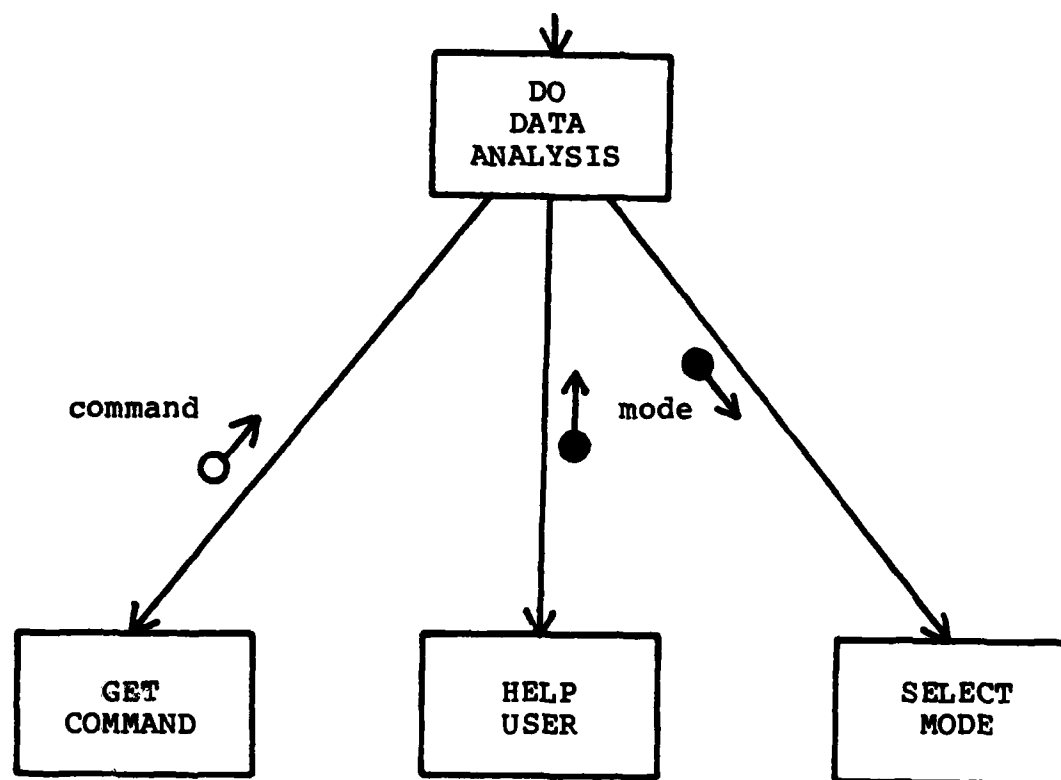 DO
DATA
ANALYSIS
command
mode
GET
COMMAND
HELP
USER
SELECT
MODE